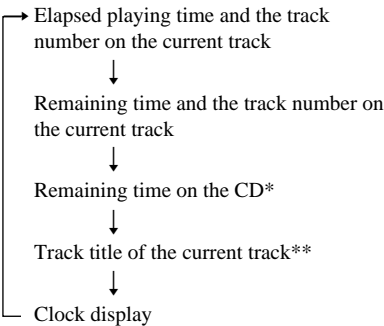 Elapsed playing time and the track
number on the current track
Remaining time and the track number on
the current track
Remaining time on the CD*
Track title of the current track**
Clock display